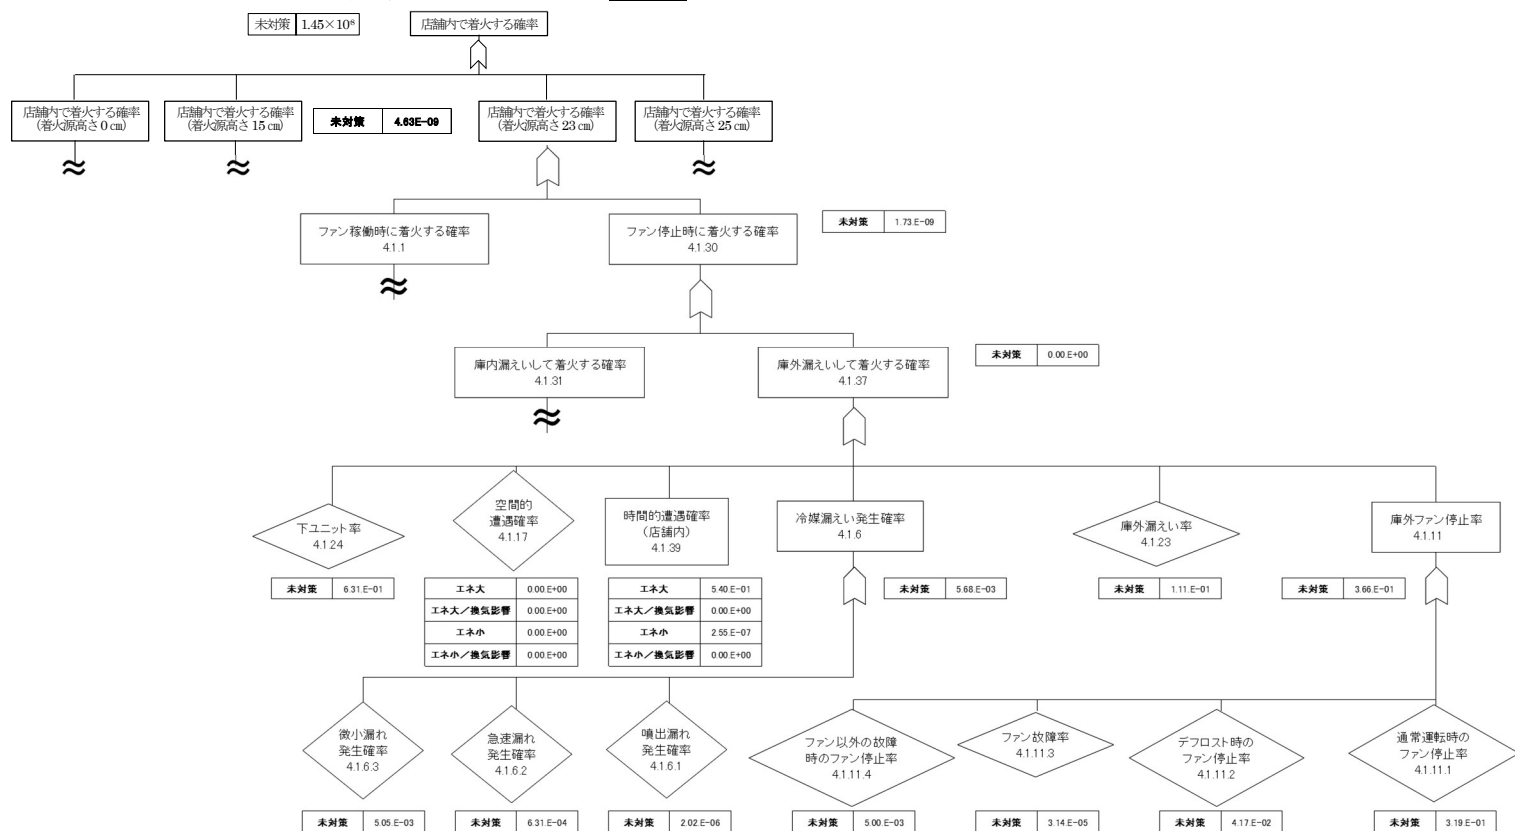 未対策 1.45×10⁸
店舗内で着火する確率
店舗内で着火する確率
(着火源高さ0㎝)
店舗内で着火する確率
(着火源高さ15㎝)
未対策 4.63E-09
店舗内で着火する確率
(着火源高さ23㎝)
店舗内で着火する確率
(着火源高さ25㎝)
≈
≈
≈
ファン稼働時に着火する確率
4.1.1
ファン停止時に着火する確率
4.1.30
未対策 1.73.E-09
≈
庫内漏えいして着火する確率
4.1.31
庫外漏えいして着火する確率
4.1.37
未対策 0.00.E+00
≈
下ユニット率
4.1.24
空間的
遭遇確率
4.1.17
時間的遭遇確率
(店舗内)
4.1.39
冷媒漏えい発生確率
4.1.6
庫外漏えい率
4.1.23
庫外ファン停止率
4.1.11
未対策 6.31.E-01
エネ大 0.00.E+00
エネ大/換気影響 0.00.E+00
エネ小 0.00.E+00
エネ小/換気影響 0.00.E+00
エネ大 5.40.E-01
エネ大/換気影響 0.00.E+00
エネ小 2.55.E-07
エネ小/換気影響 0.00.E+00
未対策 5.68.E-03
未対策 1.11.E-01
未対策 3.66.E-01
微小漏れ
発生確率
4.1.6.3
急速漏れ
発生確率
4.1.6.2
噴出漏れ
発生確率
4.1.6.1
ファン以外の故障
時のファン停止率
4.1.11.4
ファン故障率
4.1.11.3
デフロスト時の
ファン停止率
4.1.11.2
通常運転時の
ファン停止率
4.1.11.1
未対策 5.05.E-03
未対策 6.31.E-04
未対策 2.02.E-06
未対策 5.00.E-03
未対策 3.14.E-05
未対策 4.17.E-02
未対策 3.19.E-01